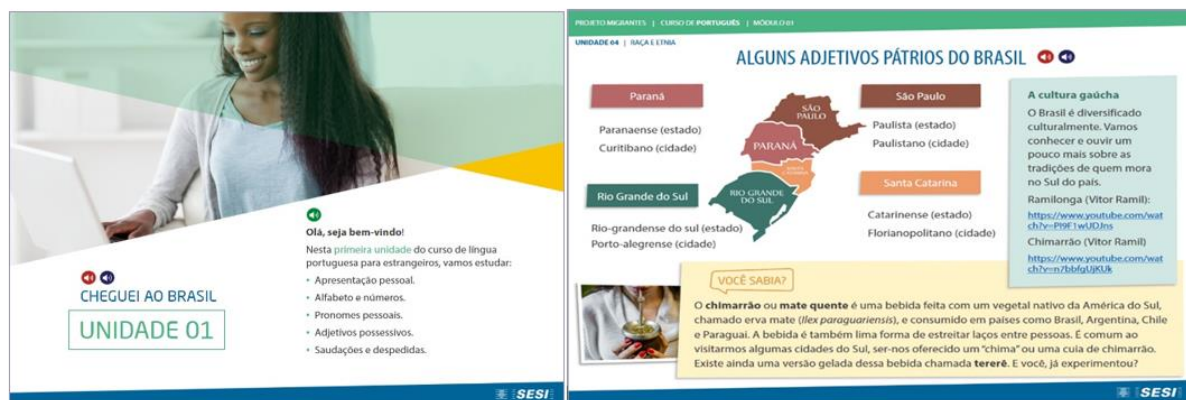 Olá, seja bem-vindo!
Nesta primeira unidade do curso de língua
portuguesa para estrangeiros, vamos estudar:
• Apresentação pessoal.
• Alfabeto e números.
• Pronomes pessoais.
• Adjetivos possessivos.
• Saudações e despedidas.
CHEGUEI AO BRASIL
UNIDADE 01
SESI
PROJETO MIGRANTES | CURSO DE PORTUGUÊS | MÓDULO 01
UNIDADE 04 | RAÇA E ETNIA
ALGUNS ADJETIVOS PÁTRIOS DO BRASIL
Paraná
Paranaense (estado)
Curitibano (cidade)
Rio Grande do Sul
Rio-grandense do sul (estado)
Porto-alegrense (cidade)
SÃO
PAULO
PARANÁ
SANTA
CATARINA
RIO GRANDE
DO SUL
São Paulo
Paulista (estado)
Paulistano (cidade)
Santa Catarina
Catarinense (estado)
Florianopolitano (cidade)
A cultura gaúcha
O Brasil é diversificado
culturalmente. Vamos
conhecer e ouvir um
pouco mais sobre as
tradições de quem mora
no Sul do país.
Ramilonga (Vitor Ramil):
https://www.youtube.com/wat
ch?v=PI9F1wUDJns
Chimarrão (Vitor Ramil)
https://www.youtube.com/wat
ch?v=n7bbfgUjKUk
VOCÊ SABIA?
O chimarrão ou mate quente é uma bebida feita com um vegetal nativo da América do Sul,
chamado erva mate (Ilex paraguariensis), e consumido em países como Brasil, Argentina, Chile
e Paraguai. A bebida é também lima forma de estreitar laços entre pessoas. É comum ao
visitarmos algumas cidades do Sul, ser-nos oferecido um "chima" ou uma cuia de chimarrão.
Existe ainda uma versão gelada dessa bebida chamada tererê. E você, já experimentou?
SESI